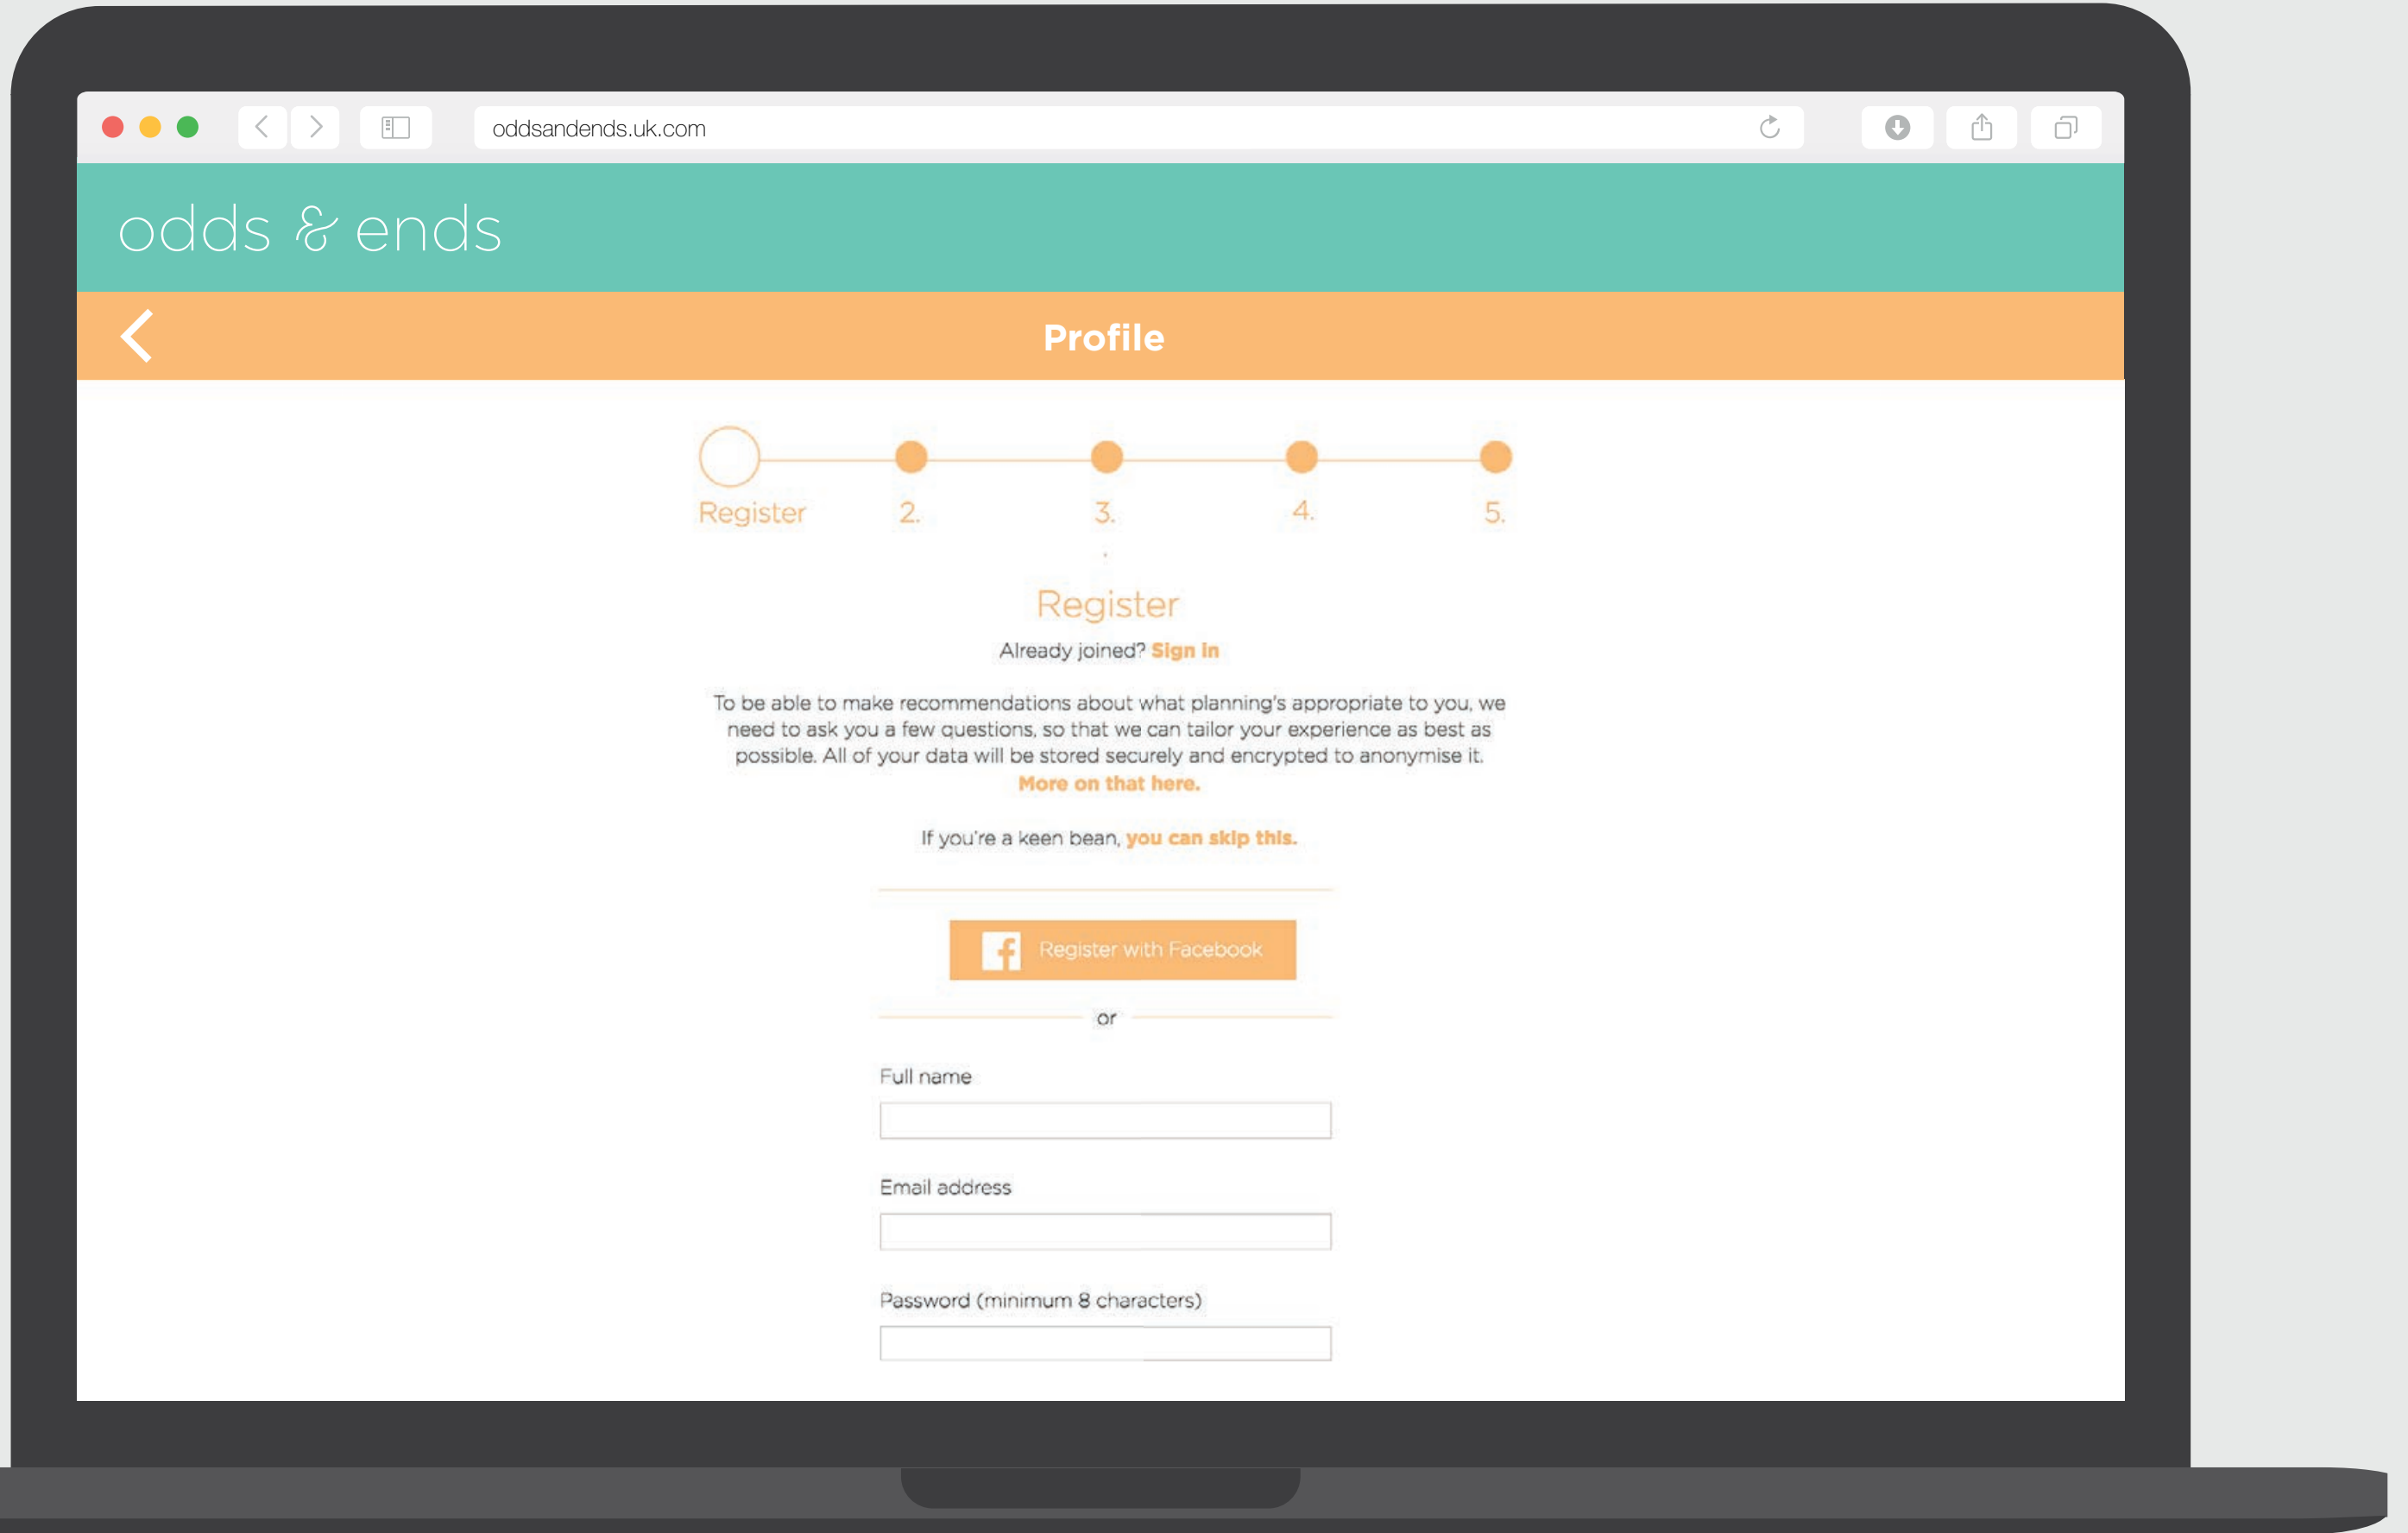 oddsandends.uk.com
odds & ends
Profile
Register 2. 3. 4. 5.
Register
Already joined? Sign in
To be able to make recommendations about what planning's appropriate to you, we
need to ask you a few questions, so that we can tailor your experience as best as
possible. All of your data will be stored securely and encrypted to anonymise it.
More on that here.
If you're a keen bean, you can skip this.
Register with Facebook
or
Full name
Email address
Password (minimum 8 characters)